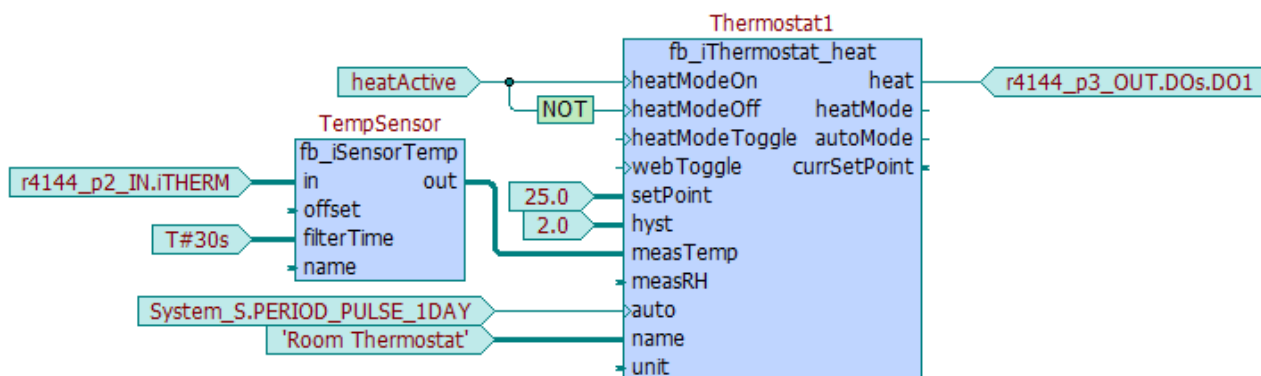 Thermostat1
fb_iThermostat_heat
heatActive
heatModeOn heat
r4144_p3_OUT.DOs.DO1
NOT
heatModeOff heatMode
TempSensor
heatModeToggle autoMode
fb_iSensorTemp
webToggle currSetPoint
r4144_p2_IN.iTHERM
in out
25.0
setPoint
offset
2.0
hyst
T#30s
filterTime
measTemp
name
measRH
System_S.PERIOD_PULSE_1DAY
auto
'Room Thermostat'
name
unit